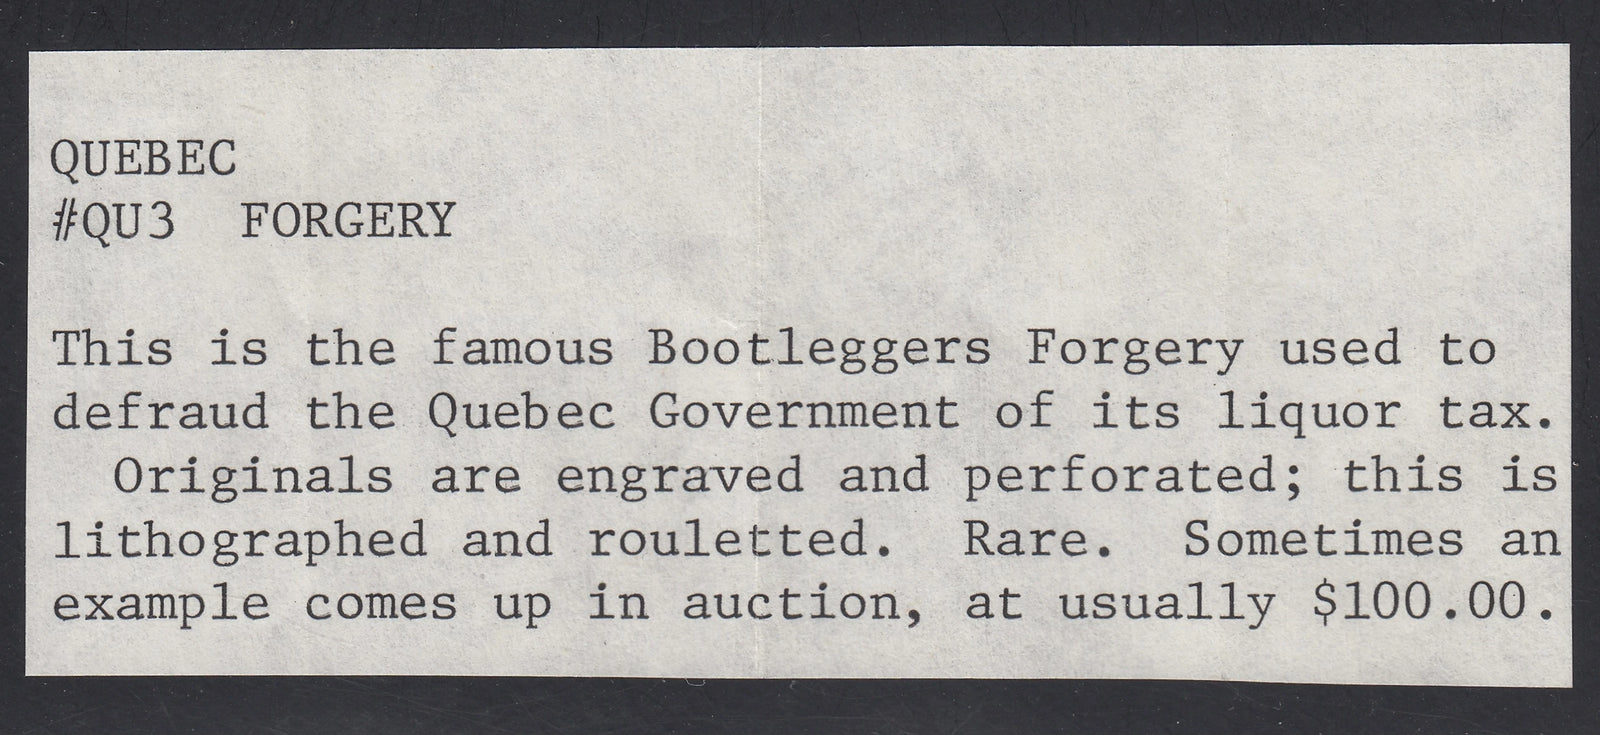 QUEBEC
#QU3 FORGERY
This is the famous Bootleggers Forgery used to
defraud the Quebec Government of its liquor tax.
Originals are engraved and perforated; this is
lithographed and rouletted. Rare. Sometimes an
example comes up in auction, at usually $100.00.